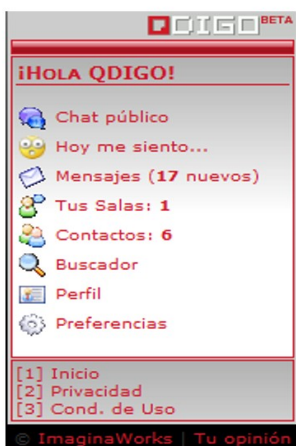 QDIGO BETA
¡HOLA QDIGO!
Chat público
Hoy me siento...
Mensajes (17 nuevos)
Tus Salas: 1
Contactos: 6
Buscador
Perfil
Preferencias
[1] Inicio
[2] Privacidad
[3] Cond. de Uso
© ImaginaWorks | Tu opinión